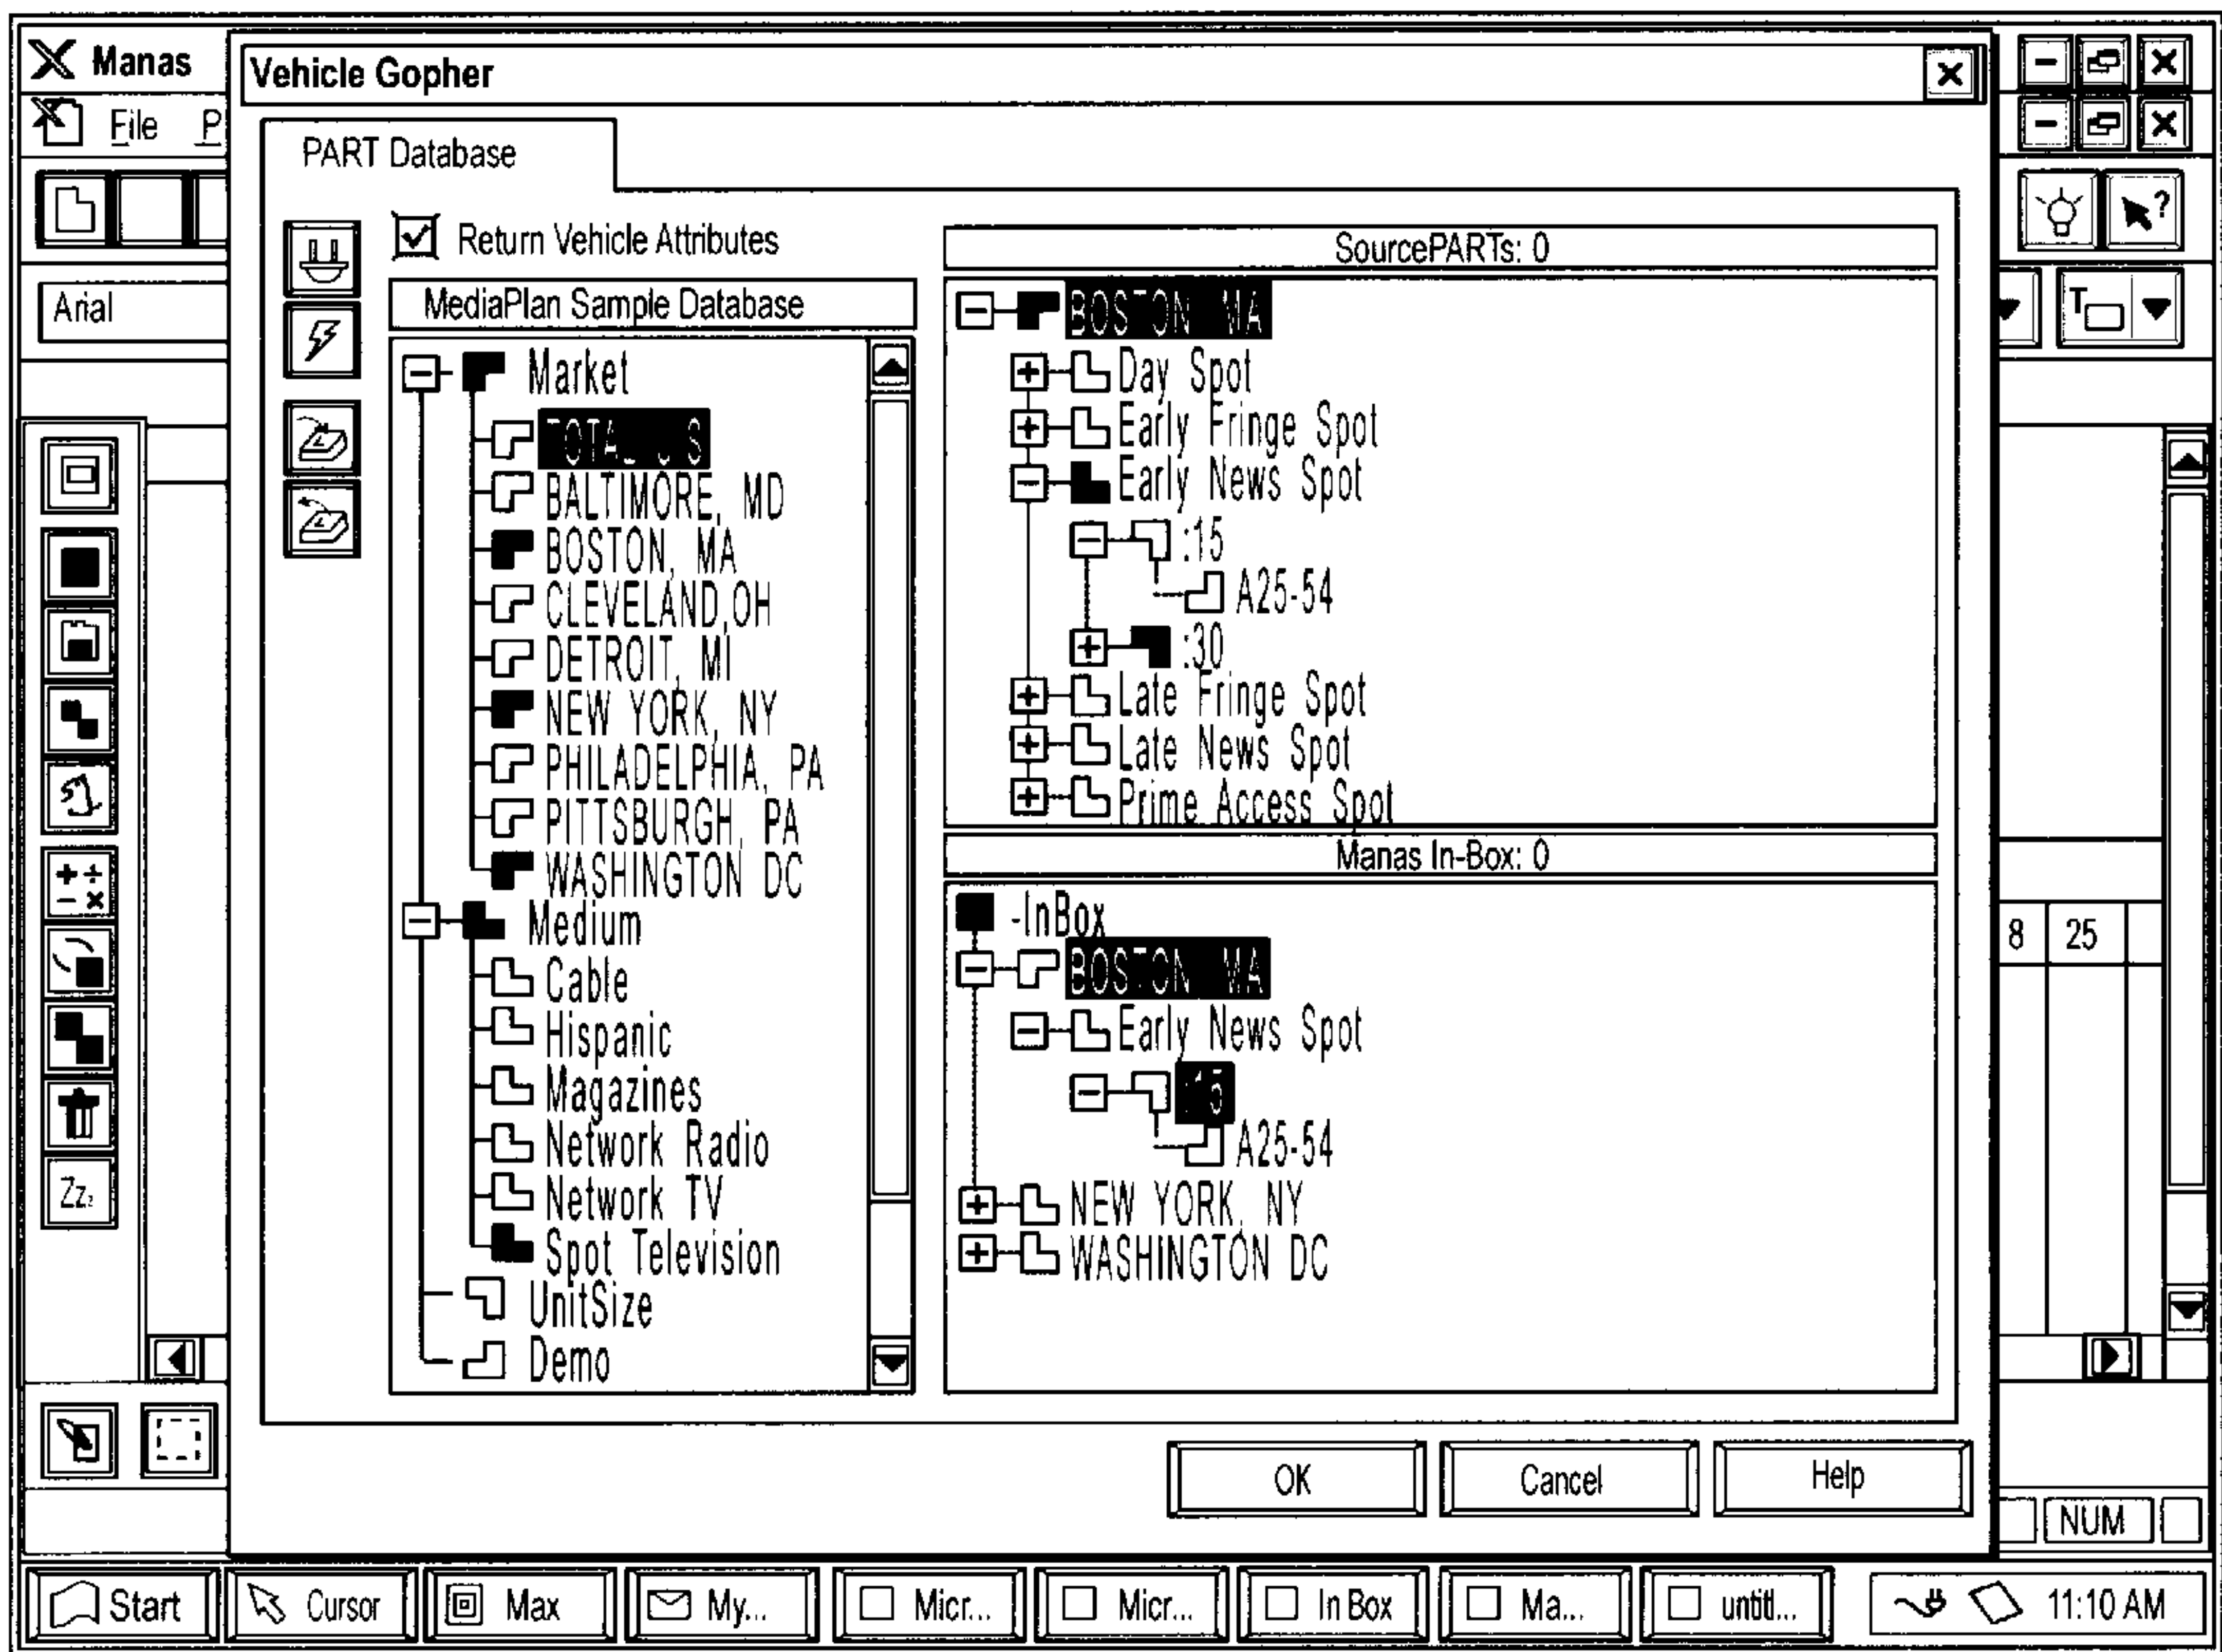 Manas
Vehicle Gopher
File P
PART Database
Return Vehicle Attributes
SourcePARTs: 0
Arial
MediaPlan Sample Database
Market
TOTAL U S
BALTIMORE, MD
BOSTON, MA
CLEVELAND,OH
DETROIT, MI
NEW YORK, NY
PHILADELPHIA, PA
PITTSBURGH, PA
WASHINGTON DC
Medium
Cable
Hispanic
Magazines
Network Radio
Network TV
Spot Television
UnitSize
Demo
BOSTON MA
Day Spot
Early Fringe Spot
Early News Spot
:15
A25-54
:30
Late Fringe Spot
Late News Spot
Prime Access Spot
Manas In-Box: 0
-InBox
BOSTON MA
Early News Spot
15
A25-54
NEW YORK, NY
WASHINGTON DC
8 25
Zzz
OK Cancel Help
NUM
Start Cursor Max My... Micr... Micr... In Box Ma... untitl... 11:10 AM